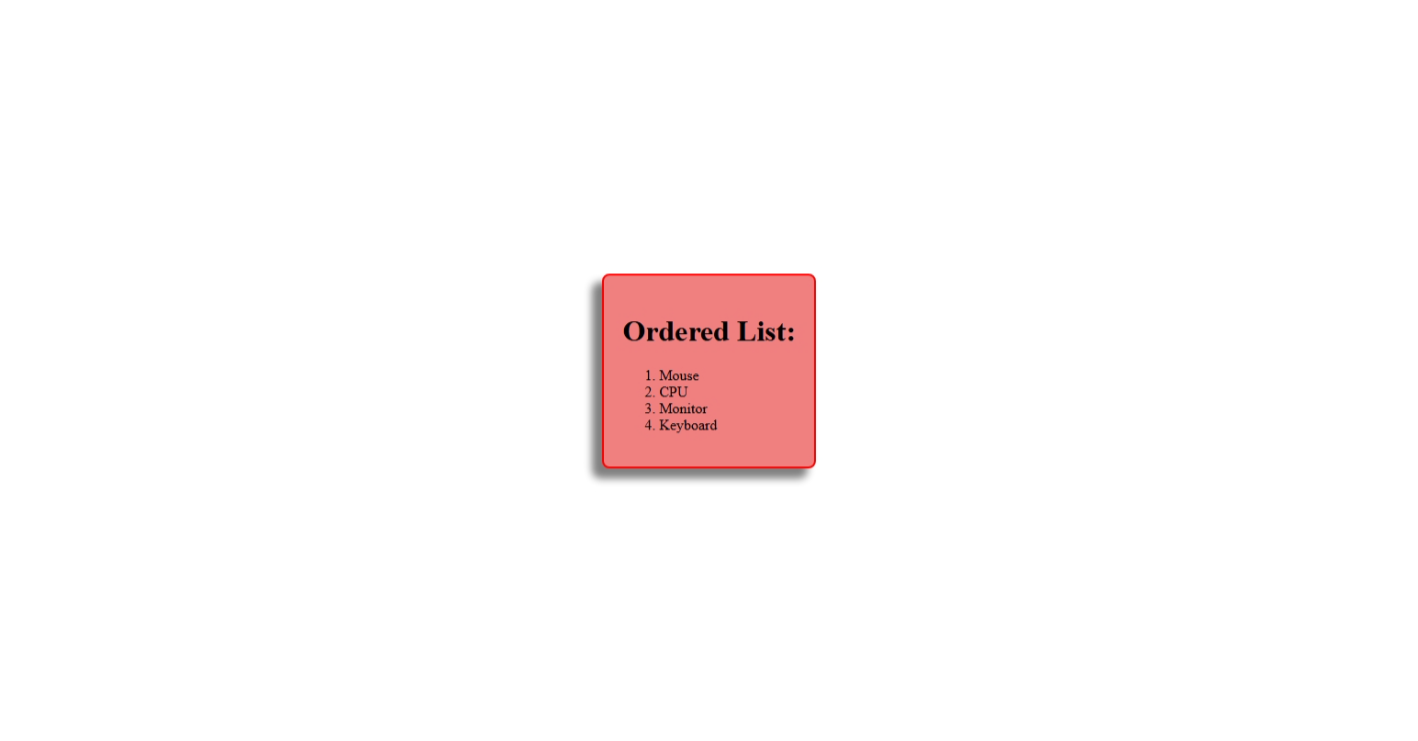 Ordered List:
1. Mouse
2. CPU
3. Monitor
4. Keyboard